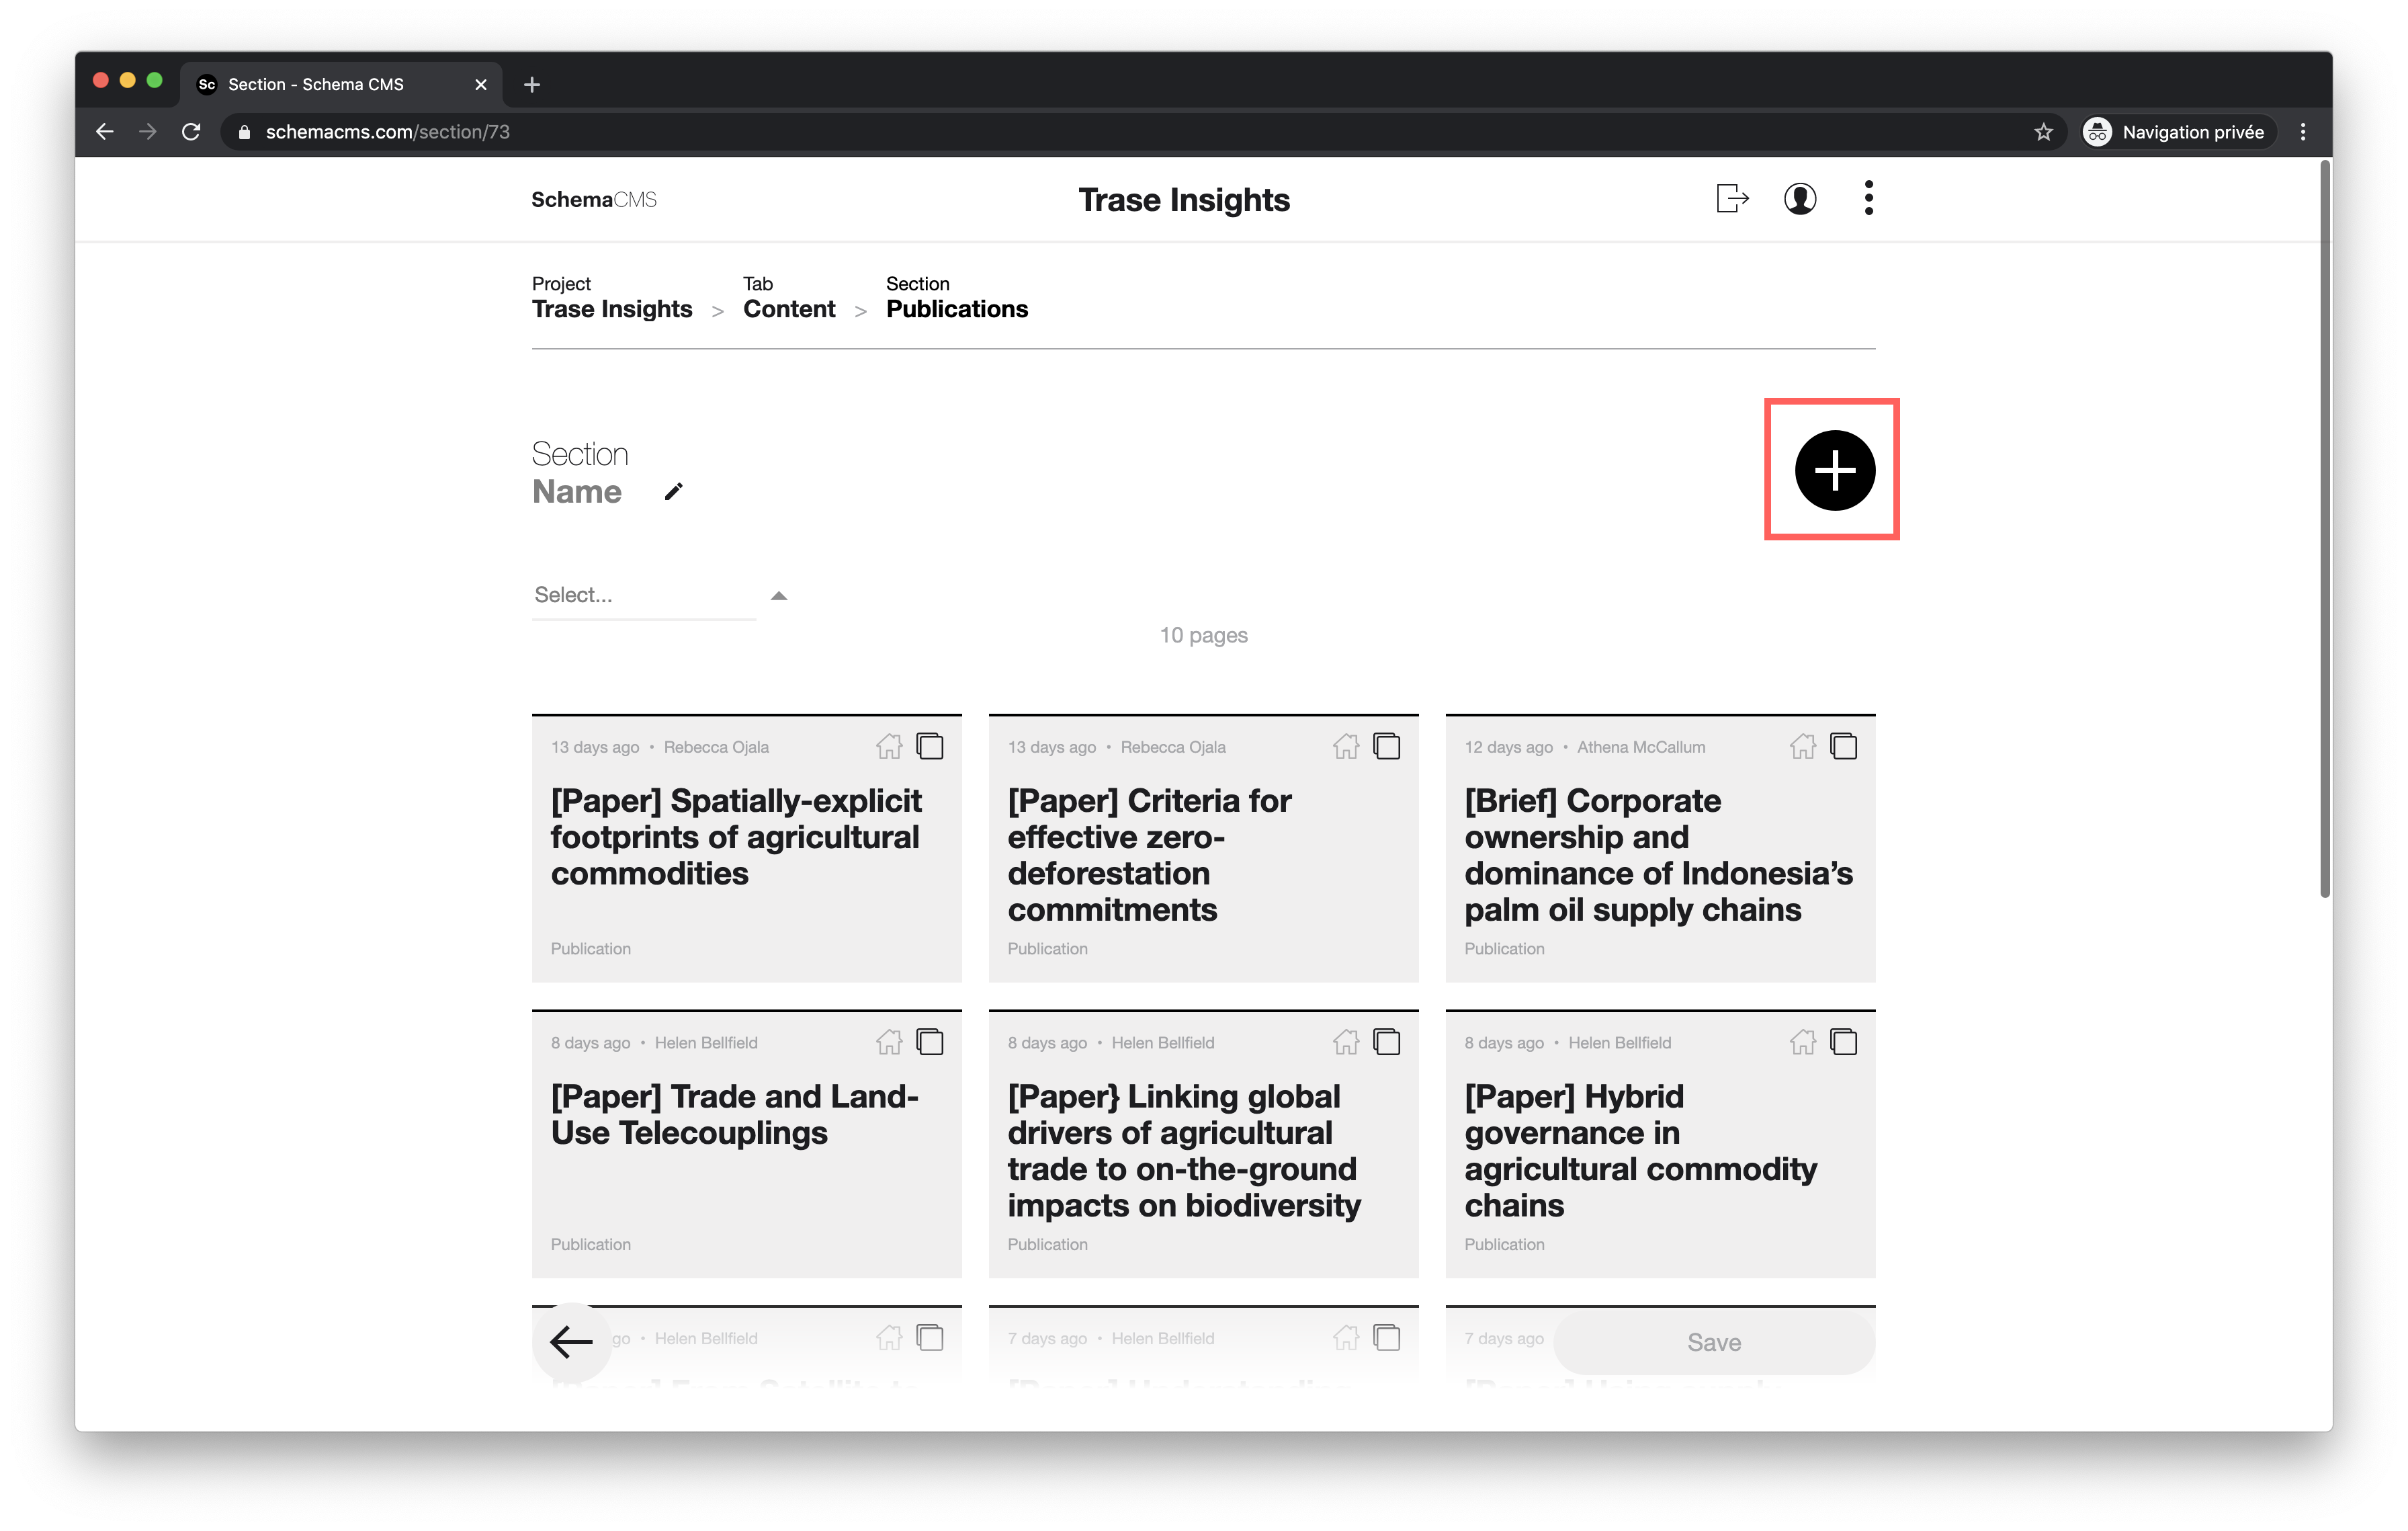 Sc Section - Schema CMS
schemacms.com/section/73
Navigation privée
SchemaCMS
Trase Insights
Project
Trase Insights
>
Tab
Content
>
Section
Publications
Section
Name
Select...
10 pages
13 days ago • Rebecca Ojala
[Paper] Spatially-explicit
footprints of agricultural
commodities
Publication
13 days ago • Rebecca Ojala
[Paper] Criteria for
effective zero-
deforestation
commitments
Publication
12 days ago • Athena McCallum
[Brief] Corporate
ownership and
dominance of Indonesia’s
palm oil supply chains
Publication
8 days ago • Helen Bellfield
[Paper] Trade and Land-
Use Telecouplings
Publication
8 days ago • Helen Bellfield
[Paper} Linking global
drivers of agricultural
trade to on-the-ground
impacts on biodiversity
Publication
8 days ago • Helen Bellfield
[Paper] Hybrid
governance in
agricultural commodity
chains
Publication
go • Helen Bellfield
7 days ago • Helen Bellfield
7 days ago
Save